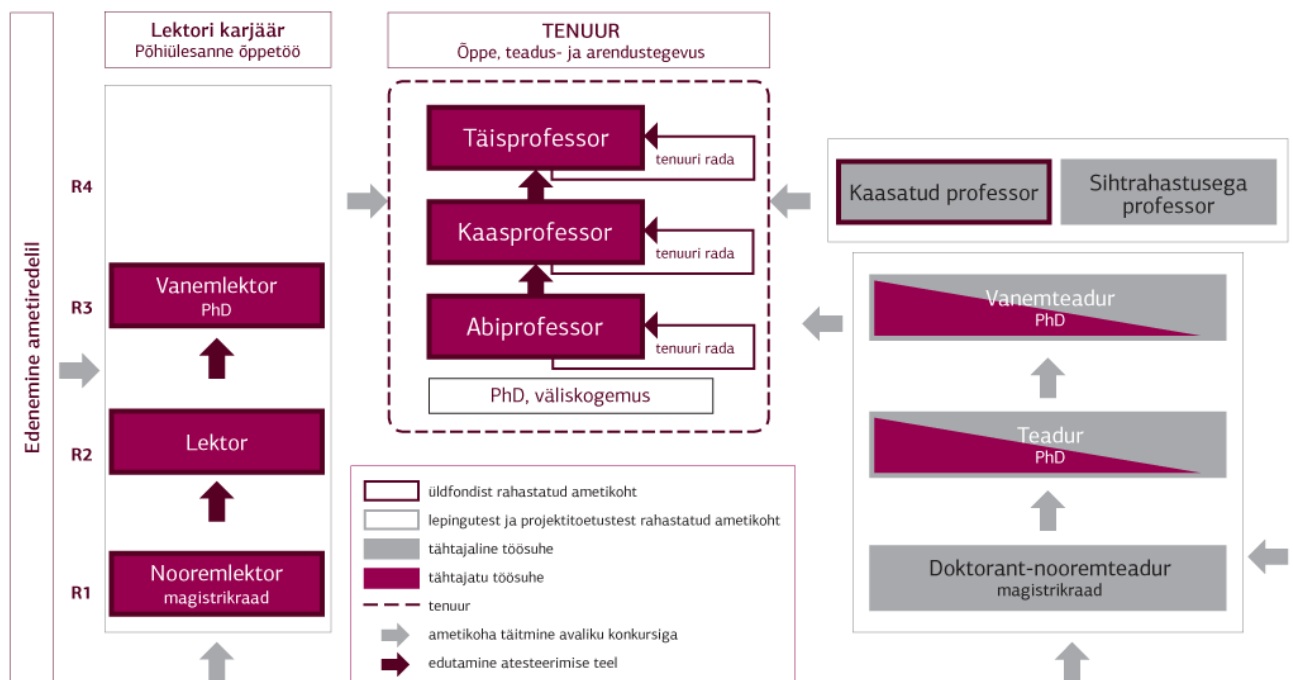 Edenemine ametiredelil
Lektori karjäär
Põhiülesanne õppetöö
R4
R3
R2
R1
Vanemlektor
PhD
Lektor
Nooremlektor
magistrikraad
TENUUR
Õppe, teadus- ja arendustegevus
Täisprofessor
tenuuri rada
Kaasprofessor
tenuuri rada
Abiprofessor
tenuuri rada
PhD, väliskogemus
üldfondist rahastatud ametikoht
lepingutest ja projektitoetustest rahastatud ametikoht
tähtajaline töösuhe
tähtajatu töösuhe
tenuur
ametikoha täitmine avaliku konkursiga
edutamine atesteerimise teel
Kaasatud professor
Sihtrahastusega
professor
Vanemteadur
PhD
Teadur
PhD
Doktorant-nooremteadur
magistrikraad